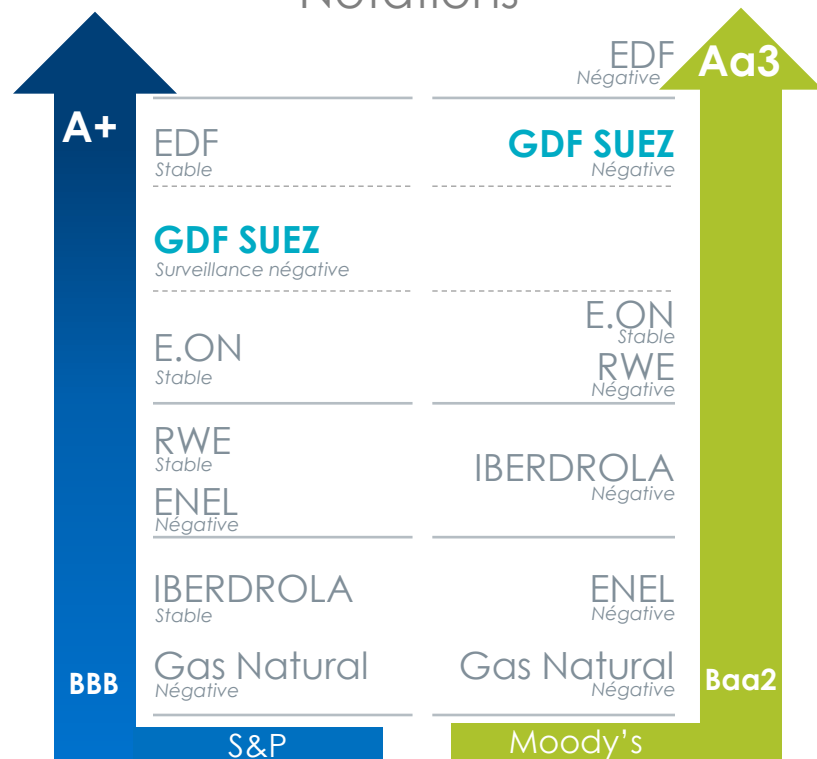 Notations
A+
EDF
Stable
GDF SUEZ
Surveillance négative
E.ON
Stable
RWE
Stable
ENEL
Négative
IBERDROLA
Stable
BBB
Gas Natural
Négative
S&P
Aa3
EDF
Négative
GDF SUEZ
Négative
E.ON
Stable
RWE
Négative
IBERDROLA
Négative
ENEL
Négative
Gas Natural
Négative
Baa2
Moody's